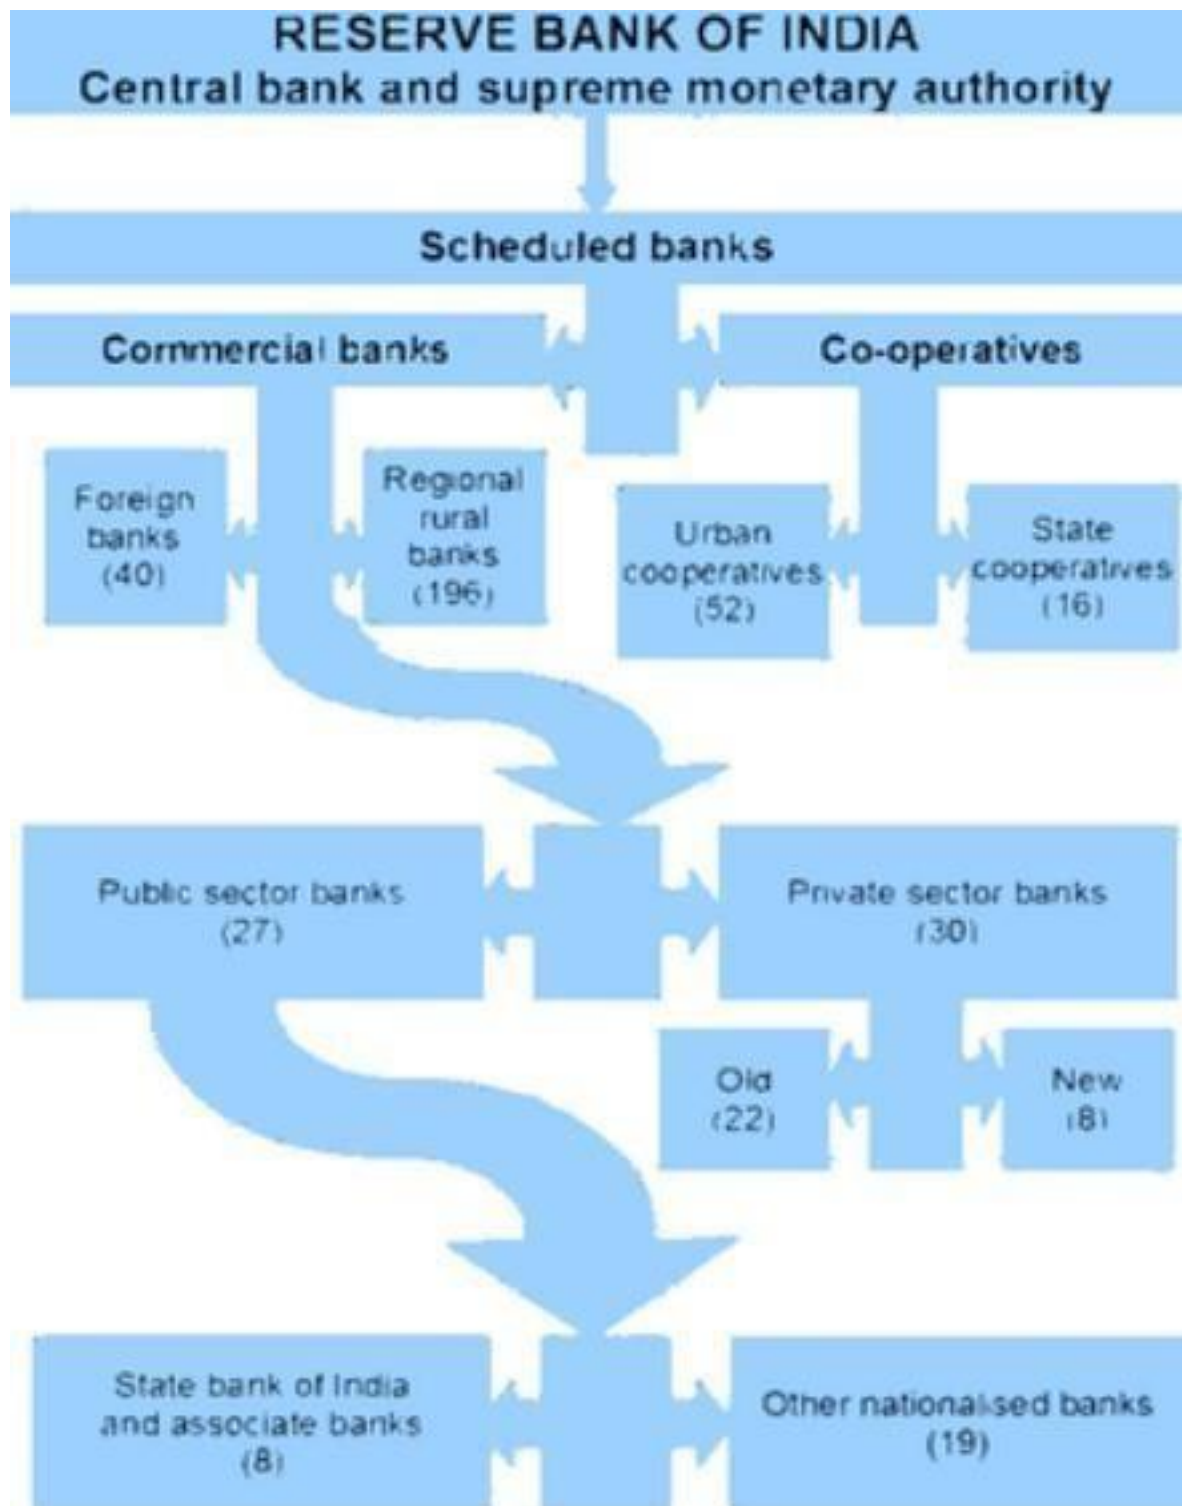 RESERVE BANK OF INDIA
Central bank and supreme monetary authority
Scheduled banks
Commercial banks
Co-operatives
Foreign
banks
(40)
Regional
rural
banks
(196)
Urban
cooperatives
(52)
State
cooperatives
(16)
Public sector banks
(27)
Private sector banks
(30)
Old
(22)
New
(8)
State bank of India
and associate banks
(8)
Other nationalised banks
(19)